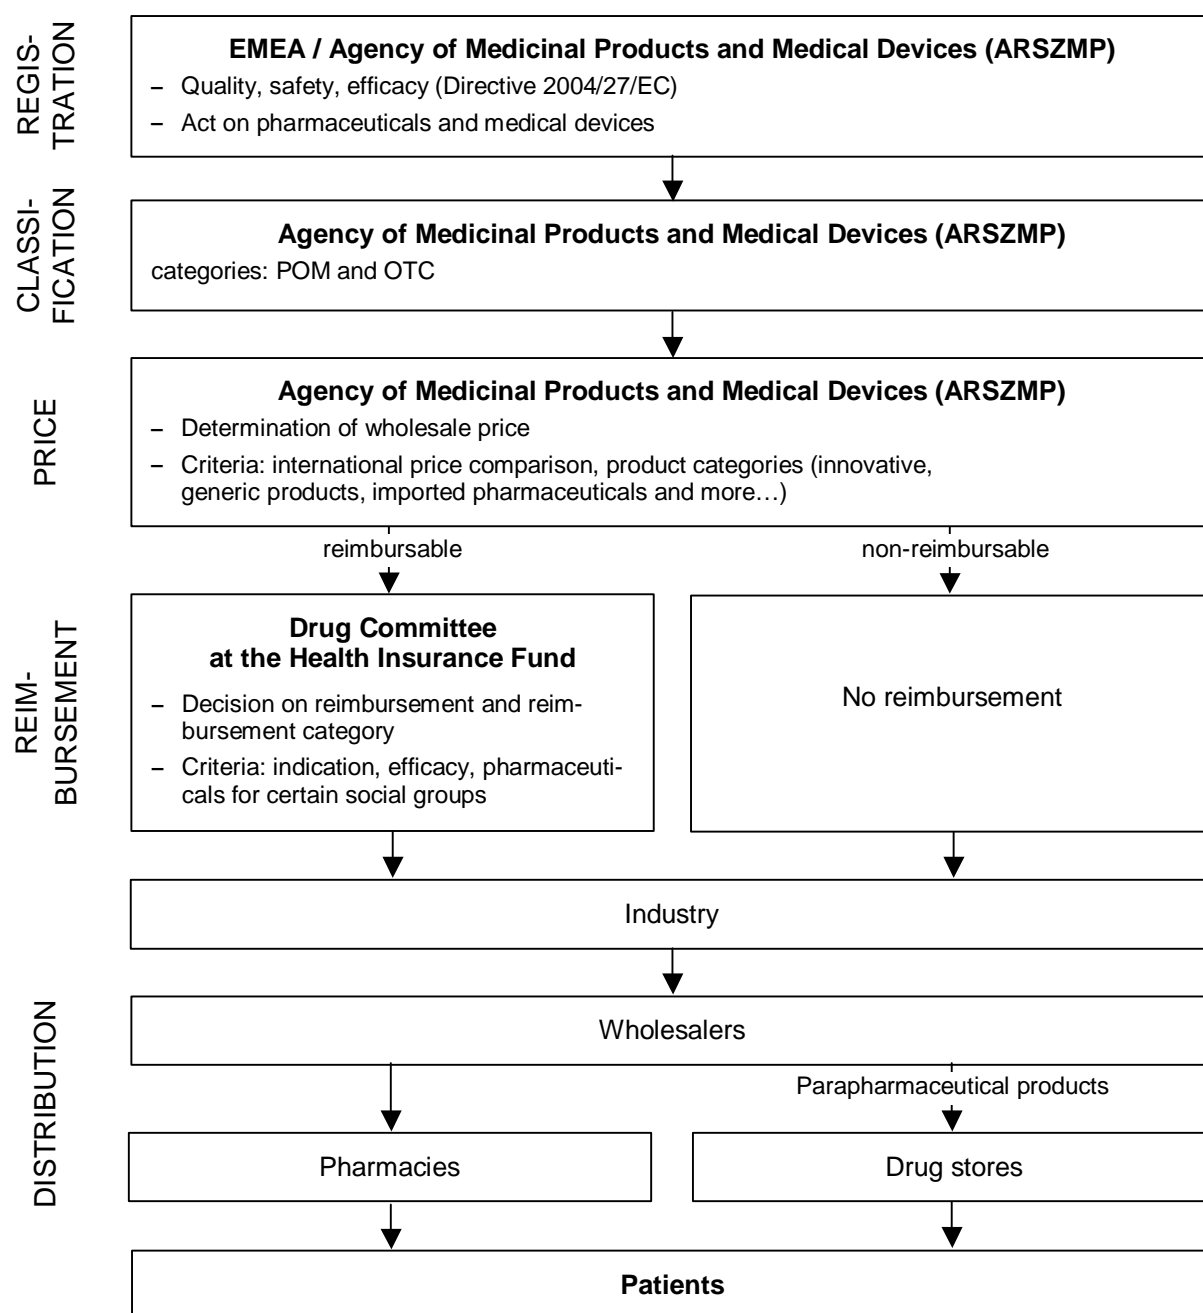 REGIS-
TRATION
EMEA / Agency of Medicinal Products and Medical Devices (ARSZMP)
– Quality, safety, efficacy (Directive 2004/27/EC)
– Act on pharmaceuticals and medical devices
CLASSI-
FICATION
Agency of Medicinal Products and Medical Devices (ARSZMP)
categories: POM and OTC
PRICE
Agency of Medicinal Products and Medical Devices (ARSZMP)
– Determination of wholesale price
– Criteria: international price comparison, product categories (innovative,
generic products, imported pharmaceuticals and more…)
reimbursable
non-reimbursable
REIM-
BURSEMENT
Drug Committee
at the Health Insurance Fund
– Decision on reimbursement and reim-
bursement category
– Criteria: indication, efficacy, pharmaceuti-
cals for certain social groups
No reimbursement
Industry
DISTRIBUTION
Wholesalers
Parapharmaceutical products
Pharmacies
Drug stores
Patients